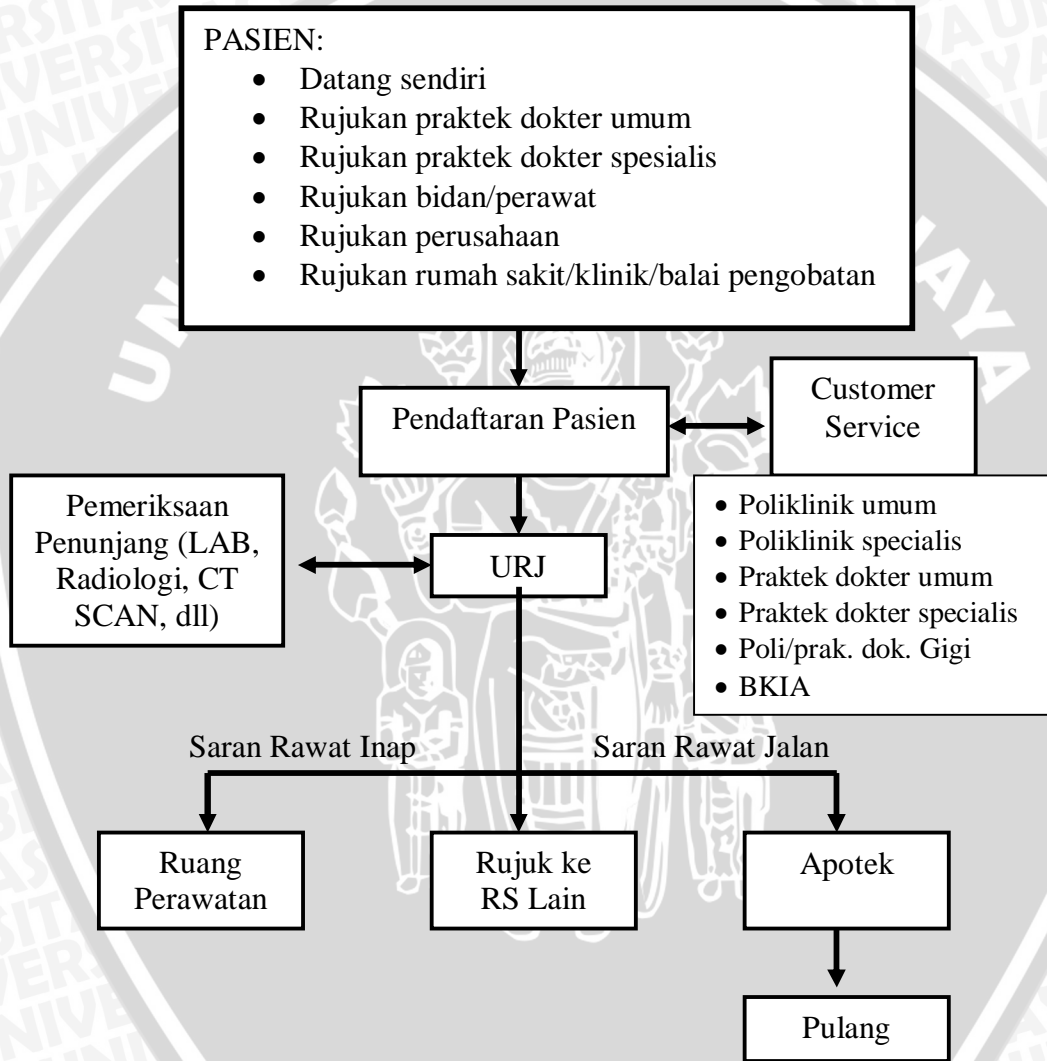 PASIEN:
• Datang sendiri
• Rujukan praktek dokter umum
• Rujukan praktek dokter spesialis
• Rujukan bidan/perawat
• Rujukan perusahaan
• Rujukan rumah sakit/klinik/balai pengobatan
Pendaftaran Pasien
Customer
Service
• Poliklinik umum
• Poliklinik specialis
• Praktek dokter umum
• Praktek dokter specialis
• Poli/prak. dok. Gigi
• BKIA
Pemeriksaan
Penunjang (LAB,
Radiologi, CT
SCAN, dll)
URJ
Saran Rawat Inap
Saran Rawat Jalan
Ruang
Perawatan
Rujuk ke
RS Lain
Apotek
Pulang